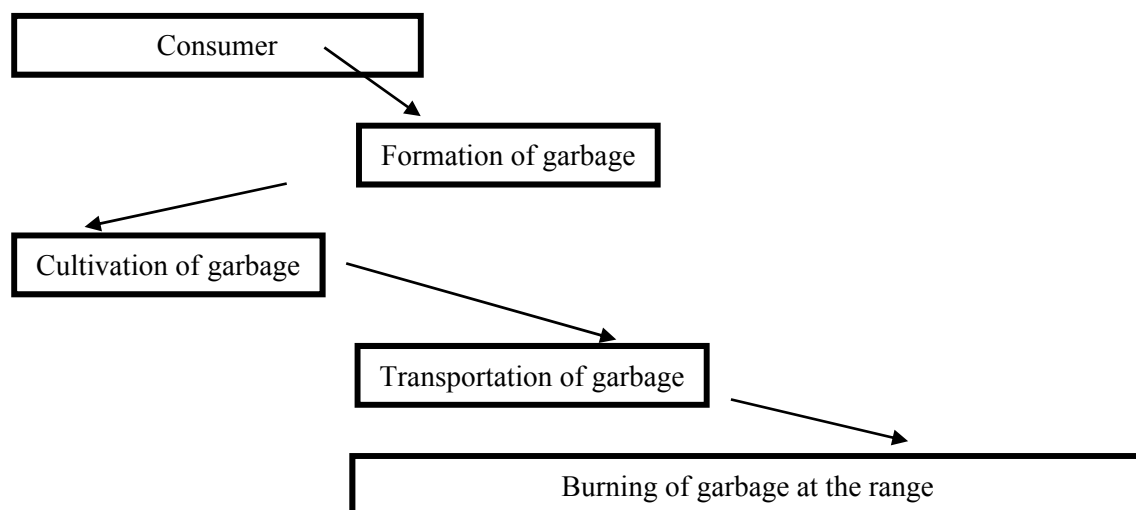 Consumer
Formation of garbage
Cultivation of garbage
Transportation of garbage
Burning of garbage at the range